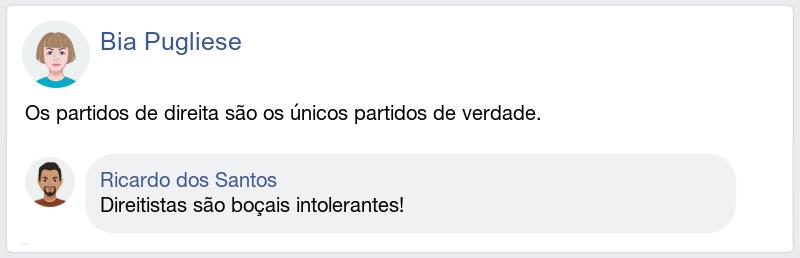 Bia Pugliese
Os partidos de direita são os únicos partidos de verdade.
Ricardo dos Santos
Direitistas são boçais intolerantes!